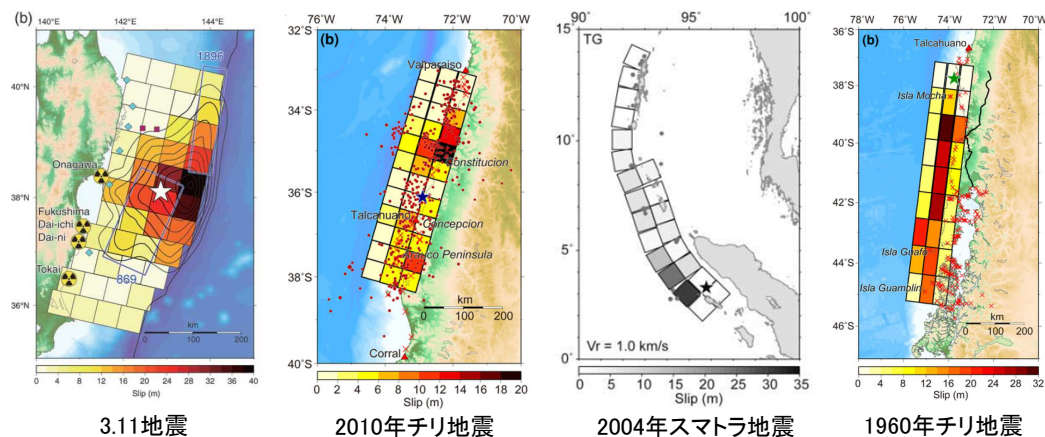 (b)
140°E
142°E
144°E
1896
40°N
Onagawa
38°N
Fukushima
Dai-ichi
Dai-ni
Tokai
869
36°N
km
0 100 200
0 4 8 12 16 20 24 28 32 36 40
Slip (m)
3.11地震
76°W 74°W 72°W 70°W
32°S
(b)
Valparaiso
34°S
Constitucion
36°S
Talcahuano
Concepcion
Arauco Peninsula
38°S
km
0 100 200
Corral
40°S
0 2 4 6 8 10 12 14 16 18 20
Slip (m)
2010年チリ地震
90° 95° 100°
TG
15°
10°
5°
0°
Vr = 1.0 km/s
0 5 10 15 20 25 30 35
Slip (m)
2004年スマトラ地震
76°W 74°W 72°W
36°S
(b)
Talcahuano
38°S
Isla Mocha
40°S
42°S
Isla Guafo
44°S
Isla Guamblin
46°S
km
0 100 200
0 4 8 12 16 20 24 28 32
Slip (m)
1960年チリ地震